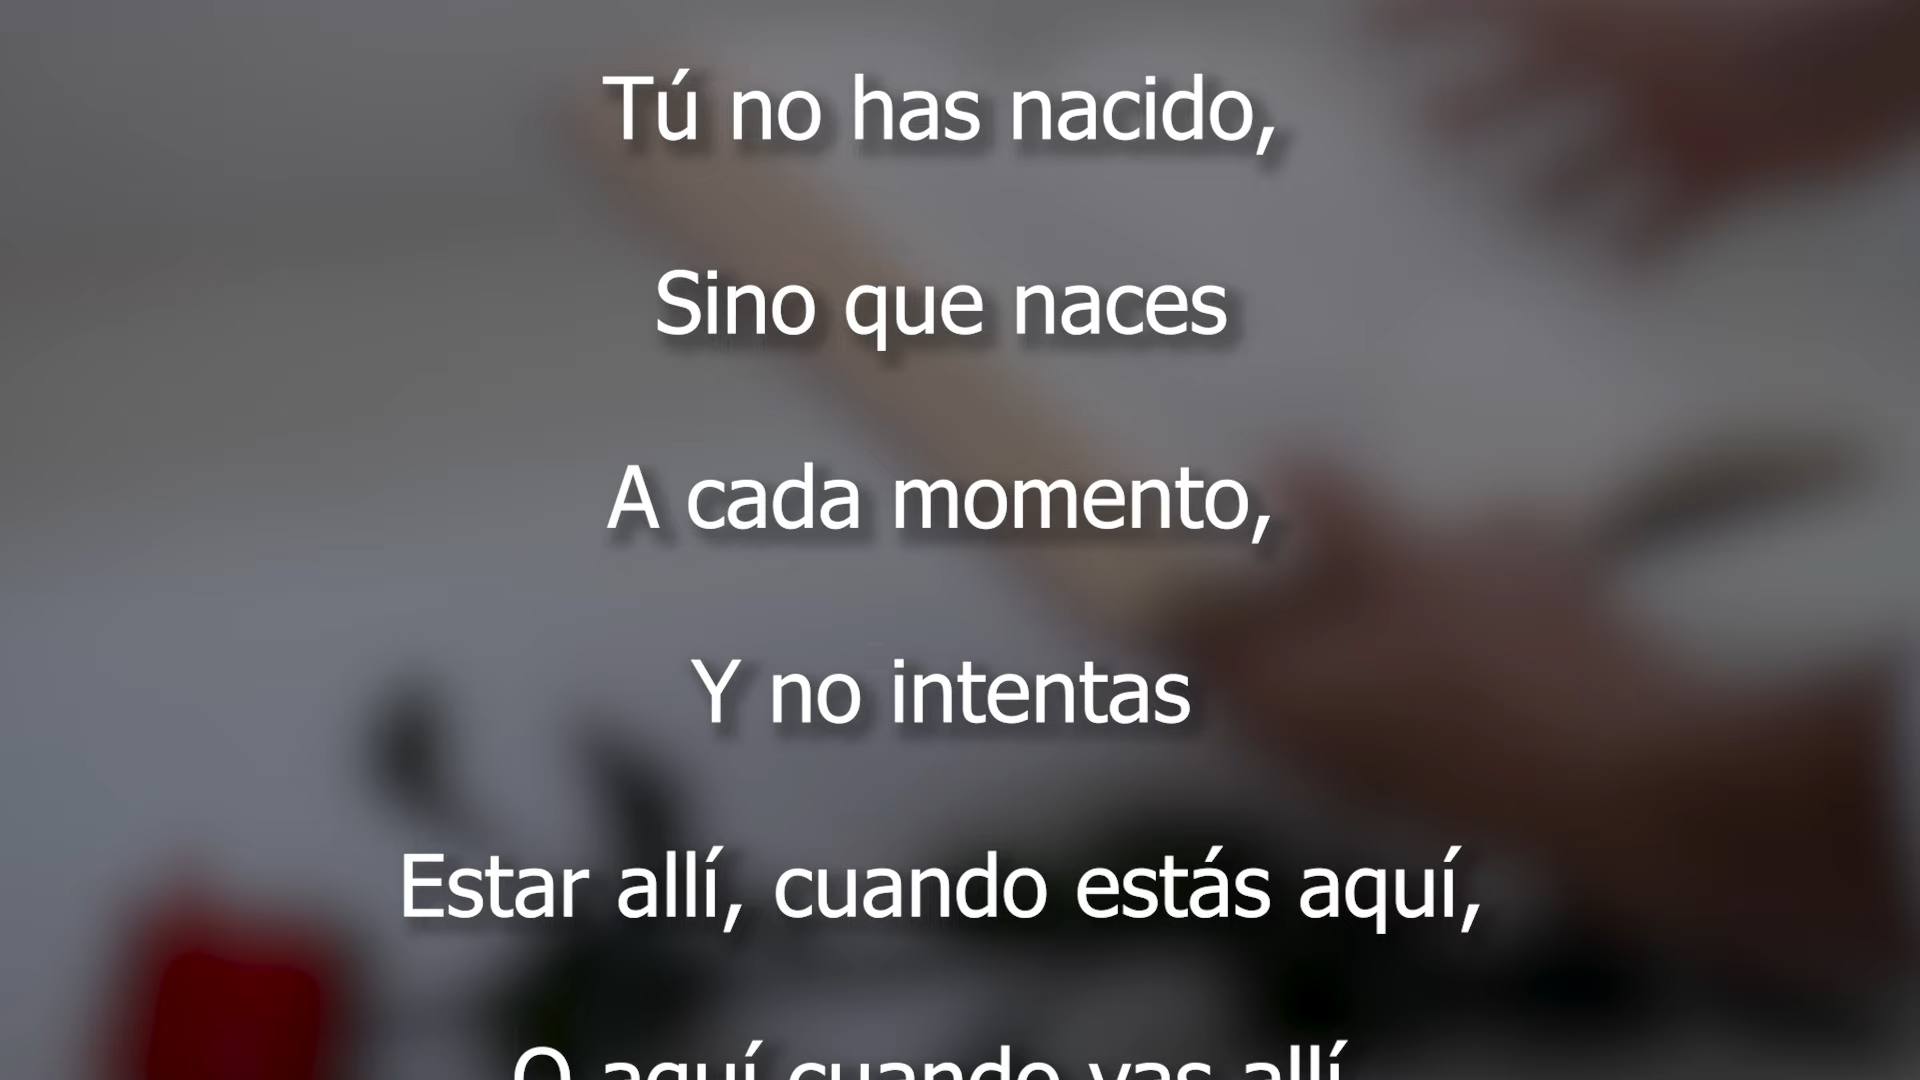 Tú no has nacido,
Sino que naces
A cada momento,
Y no intentas
Estar allí, cuando estás aquí,
O aquí cuando vas allí